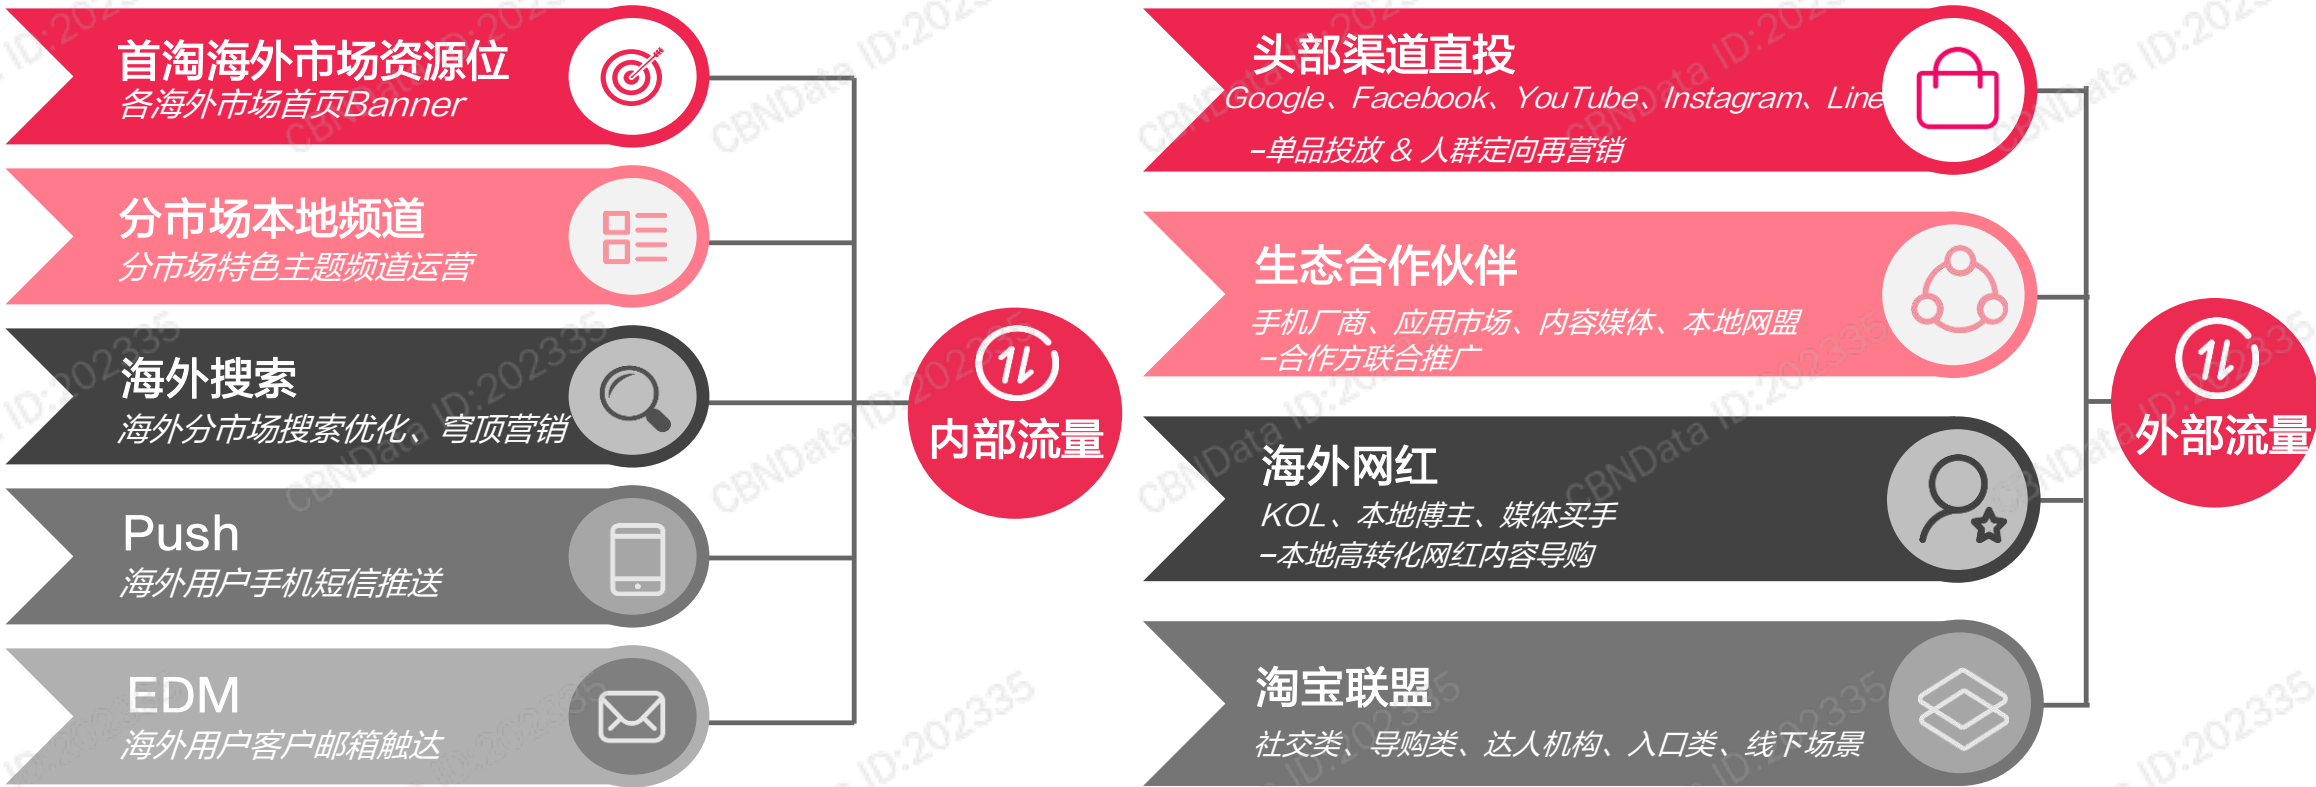 首淘海外市场资源位
各海外市场首页Banner
分市场本地频道
分市场特色主题频道运营
海外搜索
海外分市场搜索优化、穹顶营销
Push
海外用户手机短信推送
EDM
海外用户客户邮箱触达
内部流量
头部渠道直投
Google、Facebook、YouTube、Instagram、Line
–单品投放 & 人群定向再营销
生态合作伙伴
手机厂商、应用市场、内容媒体、本地网盟
–合作方联合推广
海外网红
KOL、本地博主、媒体买手
–本地高转化网红内容导购
淘宝联盟
社交类、导购类、达人机构、入口类、线下场景
外部流量
CBNData ID:202335